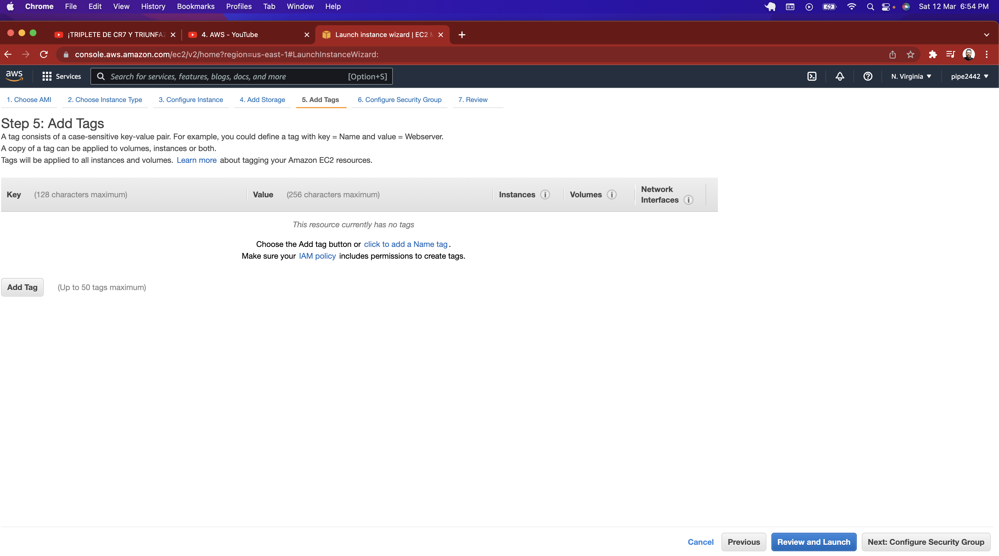 Chrome File Edit View History Bookmarks Profiles Tab Window Help Sat 12 Mar 6:54 PM
¡TRIPLETE DE CR7 Y TRIUNFAZ 4. AWS - YouTube Launch instance wizard | EC2 M
console.aws.amazon.com/ec2/v2/home?region=us-east-1#LaunchInstanceWizard:
aws Services Search for services, features, blogs, docs, and more [Option+S] N. Virginia pipe2442
1. Choose AMI 2. Choose Instance Type 3. Configure Instance 4. Add Storage 5. Add Tags 6. Configure Security Group 7. Review
Step 5: Add Tags
A tag consists of a case-sensitive key-value pair. For example, you could define a tag with key = Name and value = Webserver.
A copy of a tag can be applied to volumes, instances or both.
Tags will be applied to all instances and volumes. Learn more about tagging your Amazon EC2 resources.
Key (128 characters maximum) Value (256 characters maximum) Instances Volumes Network
Interfaces
This resource currently has no tags
Choose the Add tag button or click to add a Name tag.
Make sure your IAM policy includes permissions to create tags.
Add Tag (Up to 50 tags maximum)
Cancel Previous Review and Launch Next: Configure Security Group